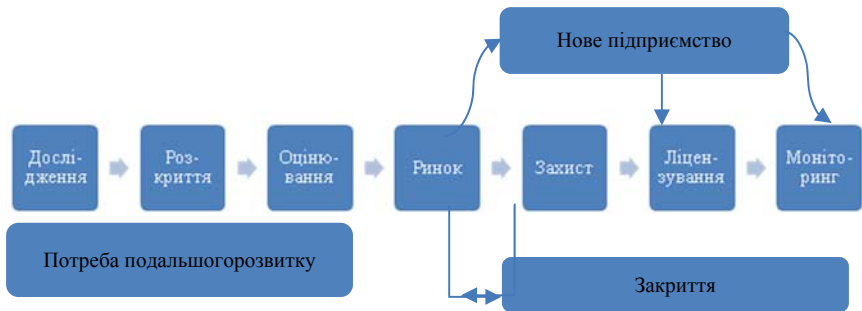 Нове підприємство
Дослі-
дження
Роз-
криття
Оціню-
вання
Ринок
Захист
Ліцен-
зування
Моніто-
ринг
Потреба подальшогорозвитку
Закриття